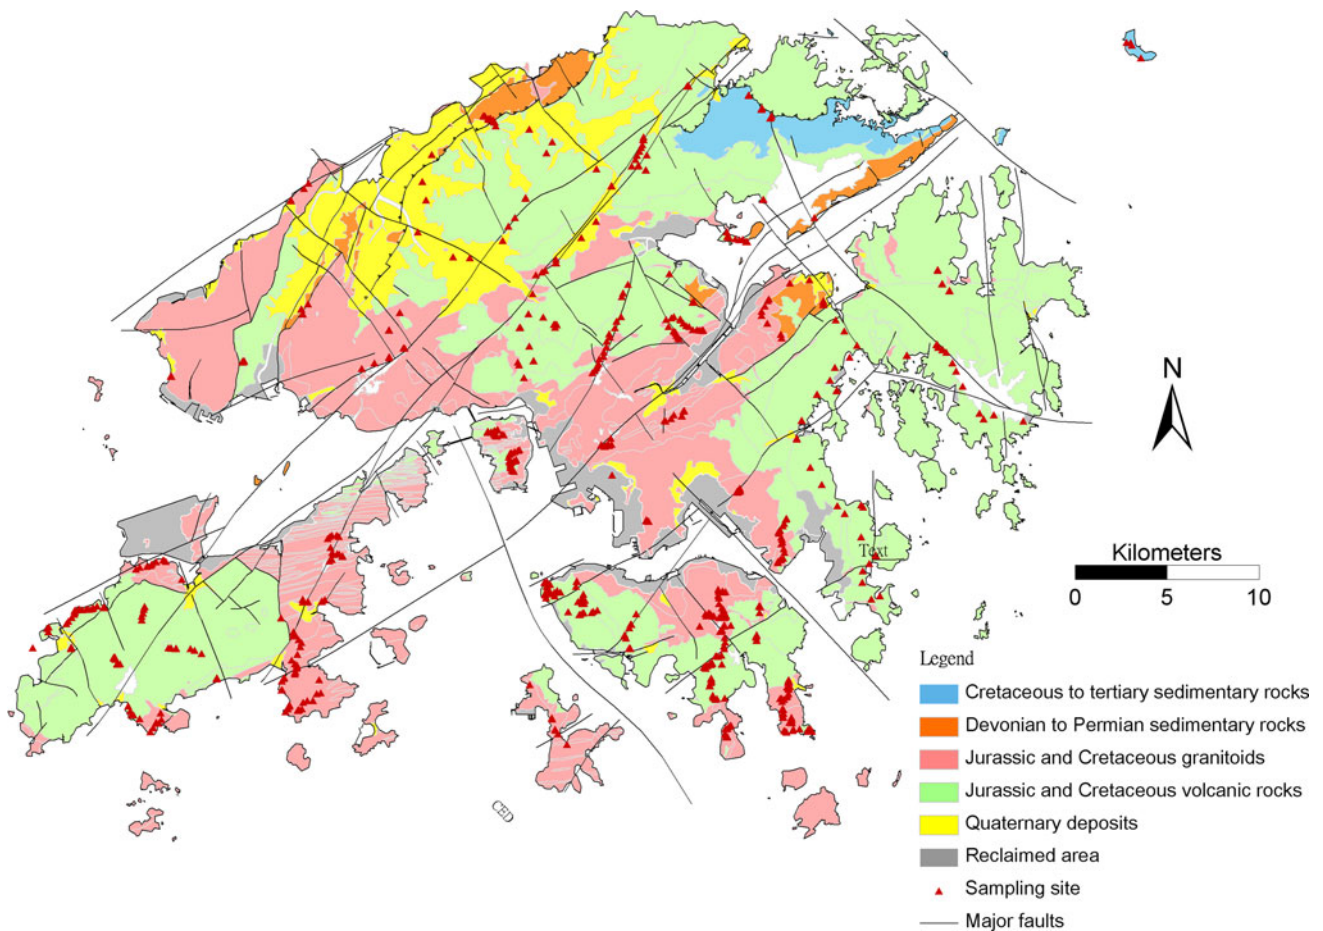 N
Text
Kilometers
0 5 10
Legend
Cretaceous to tertiary sedimentary rocks
Devonian to Permian sedimentary rocks
Jurassic and Cretaceous granitoids
Jurassic and Cretaceous volcanic rocks
Quaternary deposits
Reclaimed area
Sampling site
Major faults